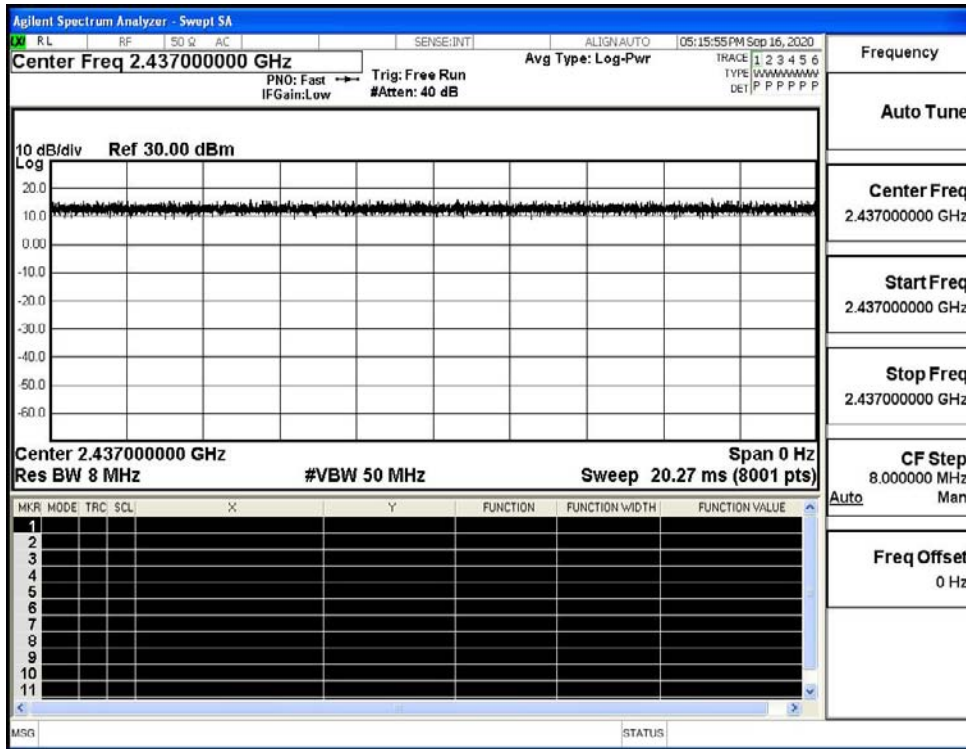 Agilent Spectrum Analyzer - Swept SA
LXI RL RF 50 Ω AC SENSE:INT ALIGN AUTO 05:15:55 PM Sep 16, 2020
Center Freq 2.437000000 GHz
PNO: Fast
IFGain:Low
Trig: Free Run
#Atten: 40 dB
Avg Type: Log-Pwr
TRACE 1 2 3 4 5 6
TYPE
DET P P P P P P
10 dB/div Ref 30.00 dBm
Log
20.0
10.0
0.00
-10.0
-20.0
-30.0
-40.0
-50.0
-60.0
Center 2.437000000 GHz Span 0 Hz
Res BW 8 MHz #VBW 50 MHz Sweep 20.27 ms (8001 pts)
MKR MODE TRC SCL X Y FUNCTION FUNCTION WIDTH FUNCTION VALUE
1
2
3
4
5
6
7
8
9
10
11
MSG STATUS
Frequency
Auto Tune
Center Freq
2.437000000 GHz
Start Freq
2.437000000 GHz
Stop Freq
2.437000000 GHz
CF Step
8.000000 MHz
Auto Man
Freq Offset
0 Hz